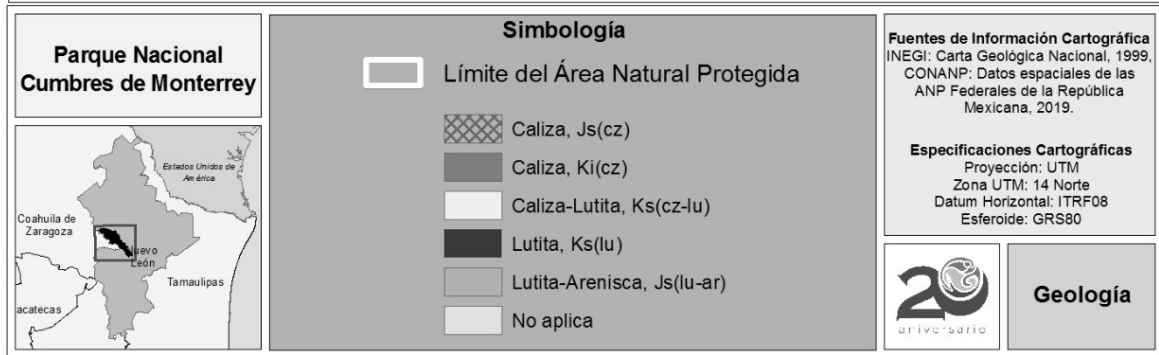 Parque Nacional
Cumbres de Monterrey
Estados Unidos de
América
Coahuila de
Zaragoza
Nuevo
León
Tamaulipas
acatecas
Simbología
Límite del Área Natural Protegida
Caliza, Js(cz)
Caliza, Ki(cz)
Caliza-Lutita, Ks(cz-lu)
Lutita, Ks(lu)
Lutita-Arenisca, Js(lu-ar)
No aplica
Fuentes de Información Cartográfica
INEGI: Carta Geológica Nacional, 1999,
CONANP: Datos espaciales de las
ANP Federales de la República
Mexicana, 2019.
Especificaciones Cartográficas
Proyección: UTM
Zona UTM: 14 Norte
Datum Horizontal: ITRF08
Esferoide: GRS80
20
aniversario
Geología